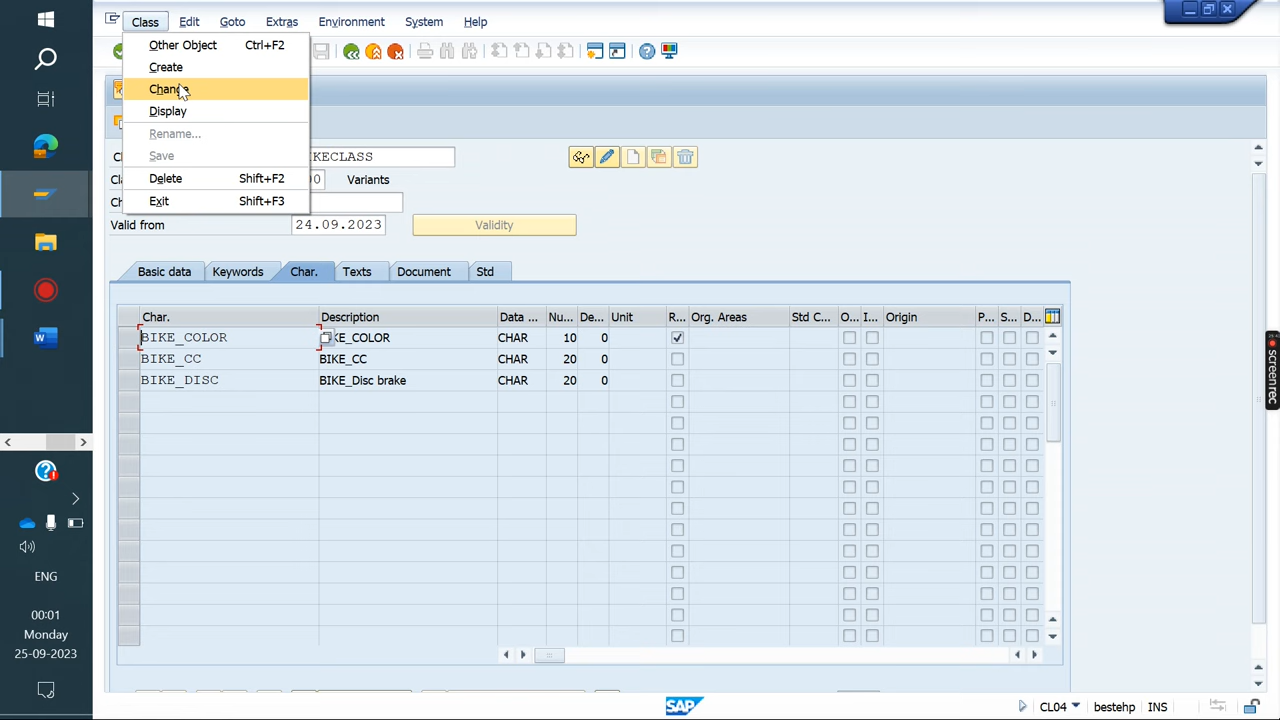 Class Edit Goto Extras Environment System Help
Other Object Ctrl+F2
Create
Change
Display
Rename...
Save
Delete Shift+F2
Exit Shift+F3
IKECLASS
00 Variants
Valid from 24.09.2023 Validity
Basic data Keywords Char. Texts Document Std
Char. Description Data ... Nu... De... Unit R... Org. Areas Std C... O... I... Origin P... S... D...
BIKE_COLOR KE_COLOR CHAR 10 0
BIKE_CC BIKE_CC CHAR 20 0
BIKE_DISC BIKE_Disc brake CHAR 20 0
ENG
00:01
Monday
25-09-2023
SAP CL04 bestehp INS
Screenrec